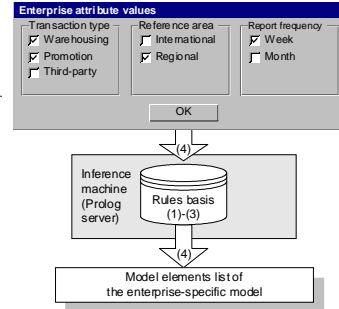 Enterprise attribute values
Transaction type
Reference area
Report frequency
Warehousing
International
Week
Promotion
Regional
Month
Third-party
OK
(4)
Inference
machine
(Prolog
server)
Rules basis
(1)-(3)
(4)
Model elements list of
the enterprise-specific model